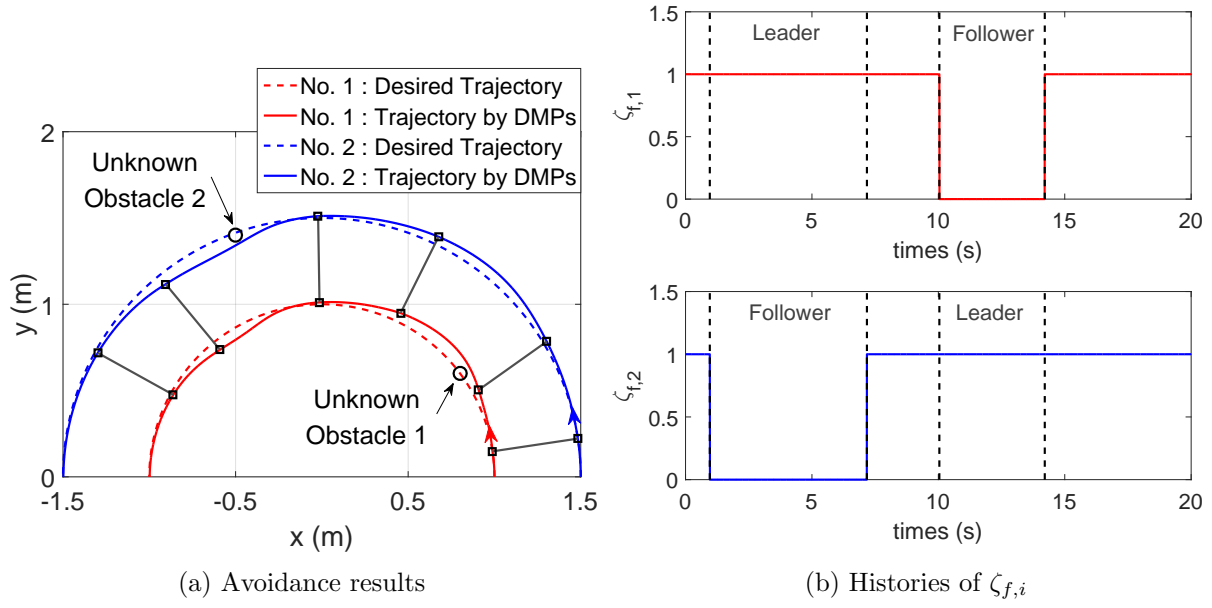 No. 1 : Desired Trajectory
No. 1 : Trajectory by DMPs
No. 2 : Desired Trajectory
No. 2 : Trajectory by DMPs
Unknown
Obstacle 2
Unknown
Obstacle 1
2
1
0
y (m)
-1.5
-0.5
0.5
1.5
x (m)
(a) Avoidance results
1.5
1
0.5
0
ζf,1
Leader
Follower
0
5
10
15
20
times (s)
1.5
1
0.5
0
ζf,2
Follower
Leader
0
5
10
15
20
times (s)
(b) Histories of ζf,i